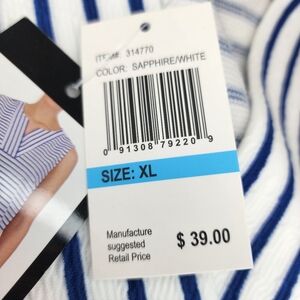 ITEM#: 314770
COLOR: SAPPHIRE/WHITE
0 91308 79220 9
SIZE: XL
Manufacture
suggested
Retail Price
$ 39.00